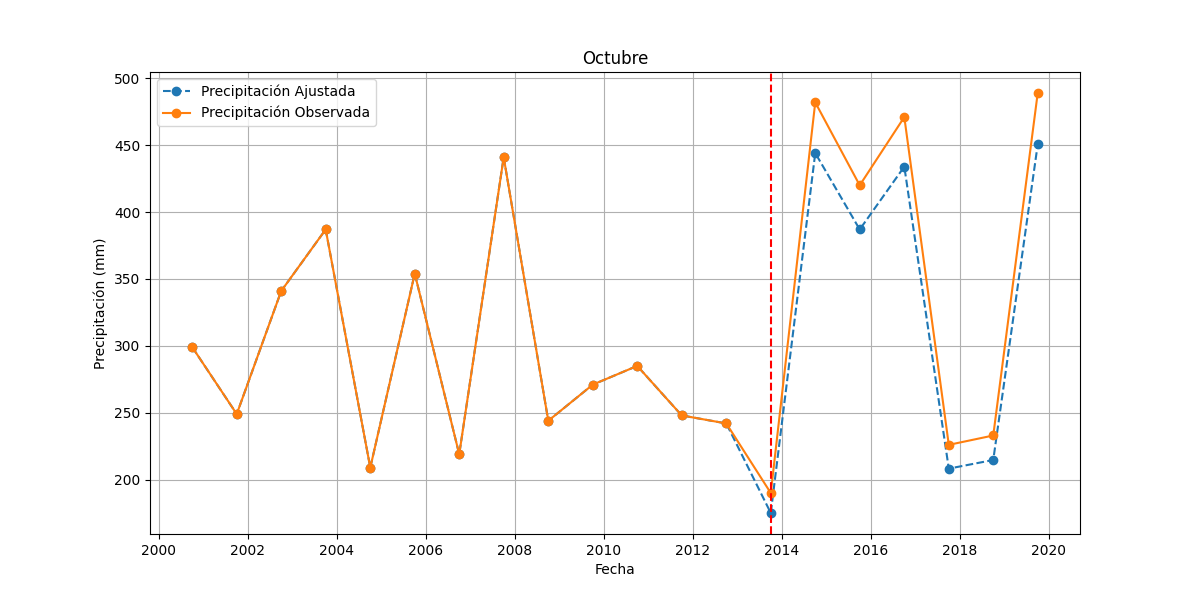 Octubre
Precipitación Ajustada
Precipitación Observada
Precipitación (mm)
500
450
400
350
300
250
200
2000 2002 2004 2006 2008 2010 2012 2014 2016 2018 2020
Fecha